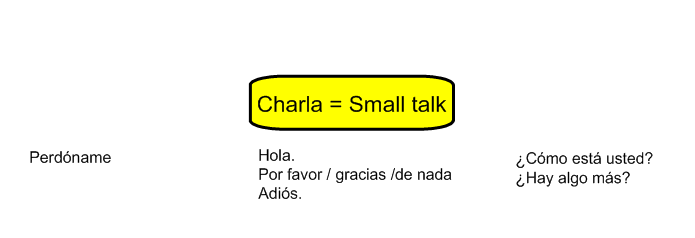 Charla = Small talk
Perdóname
Hola.
Por favor / gracias /de nada
Adiós.
¿Cómo está usted?
¿Hay algo más?